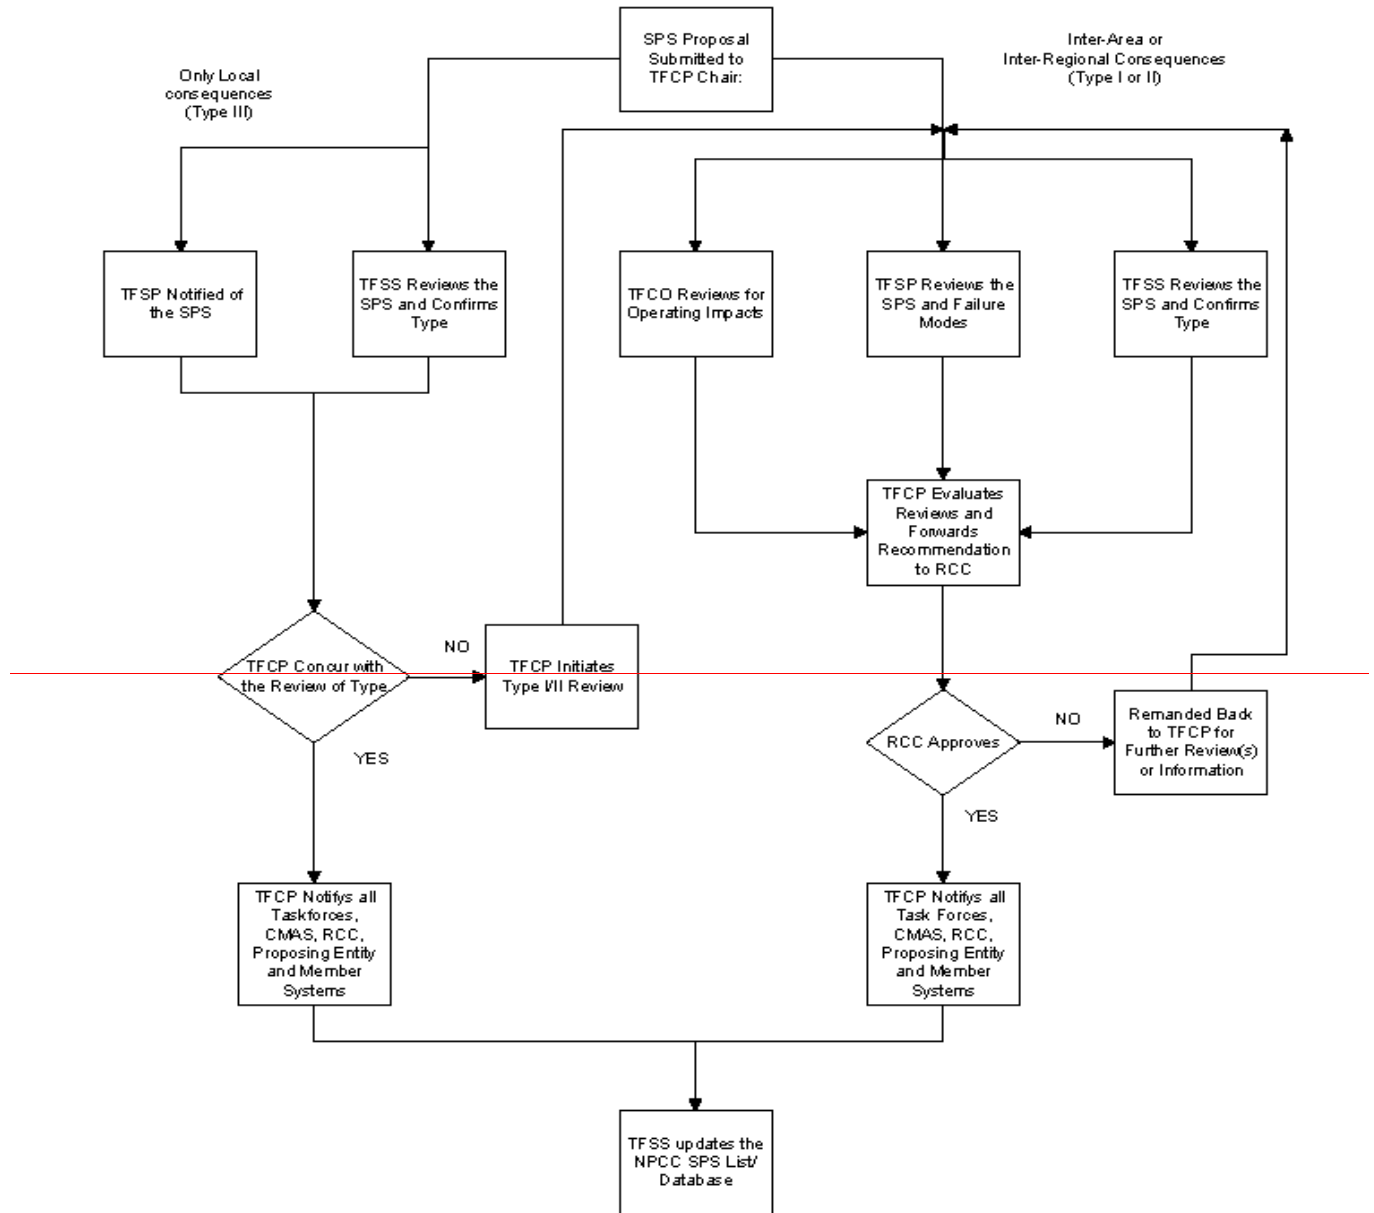 SPS Proposal
Submitted to
TFCP Chair:
Only Local
consequences
(Type III)
Inter-Area or
Inter-Regional Consequences
(Type I or II)
TFSP Notified of
the SPS
TFSS Reviews the
SPS and Confirms
Type
TFCO Reviews for
Operating Impacts
TFSP Reviews the
SPS and Failure
Modes
TFSS Reviews the
SPS and Confirms
Type
TFCP Evaluates
Reviews and
Forwards
Recommendation
to RCC
TFCP Concur with
the Review of Type
NO
TFCP Initiates
Type I/II Review
YES
RCC Approves
NO
Remanded Back
to TFCP for
Further Review(s)
or Information
YES
TFCP Notifys all
Taskforces,
CMAS, RCC,
Proposing Entity
and Member
Systems
TFCP Notifys all
Task Forces,
CMAS, RCC,
Proposing Entity
and Member
Systems
TFSS updates the
NPCC SPS List/
Database